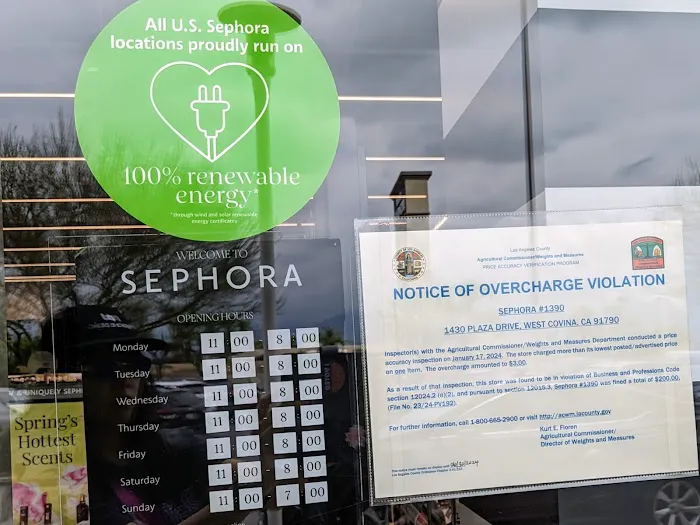 All U.S. Sephora
locations proudly run on
100% renewable
energy*
*through wind and solar renewable
energy certificates
WELCOME TO
SEPHORA
OPENING HOURS
Monday 11 00 8 00
Tuesday 11 00 8 00
Wednesday 11 00 8 00
Thursday 11 00 8 00
Friday 11 00 8 00
Saturday 11 00 8 00
Sunday 11 00 7 00
& UNIQUELY SEPH
Spring's
Hottest
Scents
Los Angeles County
Agricultural Commissioner/Weights and Measures
PRICE ACCURACY VERIFICATION PROGRAM
NOTICE OF OVERCHARGE VIOLATION
SEPHORA #1390
1430 PLAZA DRIVE, WEST COVINA, CA 91790
Inspector(s) with the Agricultural Commissioner/Weights and Measures Department conducted a price
accuracy inspection on January 17, 2024. The store charged more than its lowest posted/advertised price
on one item. The overcharge amounted to $3.00.
As a result of that inspection, this store was found to be in violation of Business and Professions Code
section 12024.2 (a)(2), and pursuant to section 12015.3, Sephora #1390 was fined a total of $200.00.
(File No. 23/24-PV192).
For further information, call 1-800-665-2900 or visit http://acwm.lacounty.gov
Kurt E. Floren
Agricultural Commissioner/
Director of Weights and Measures